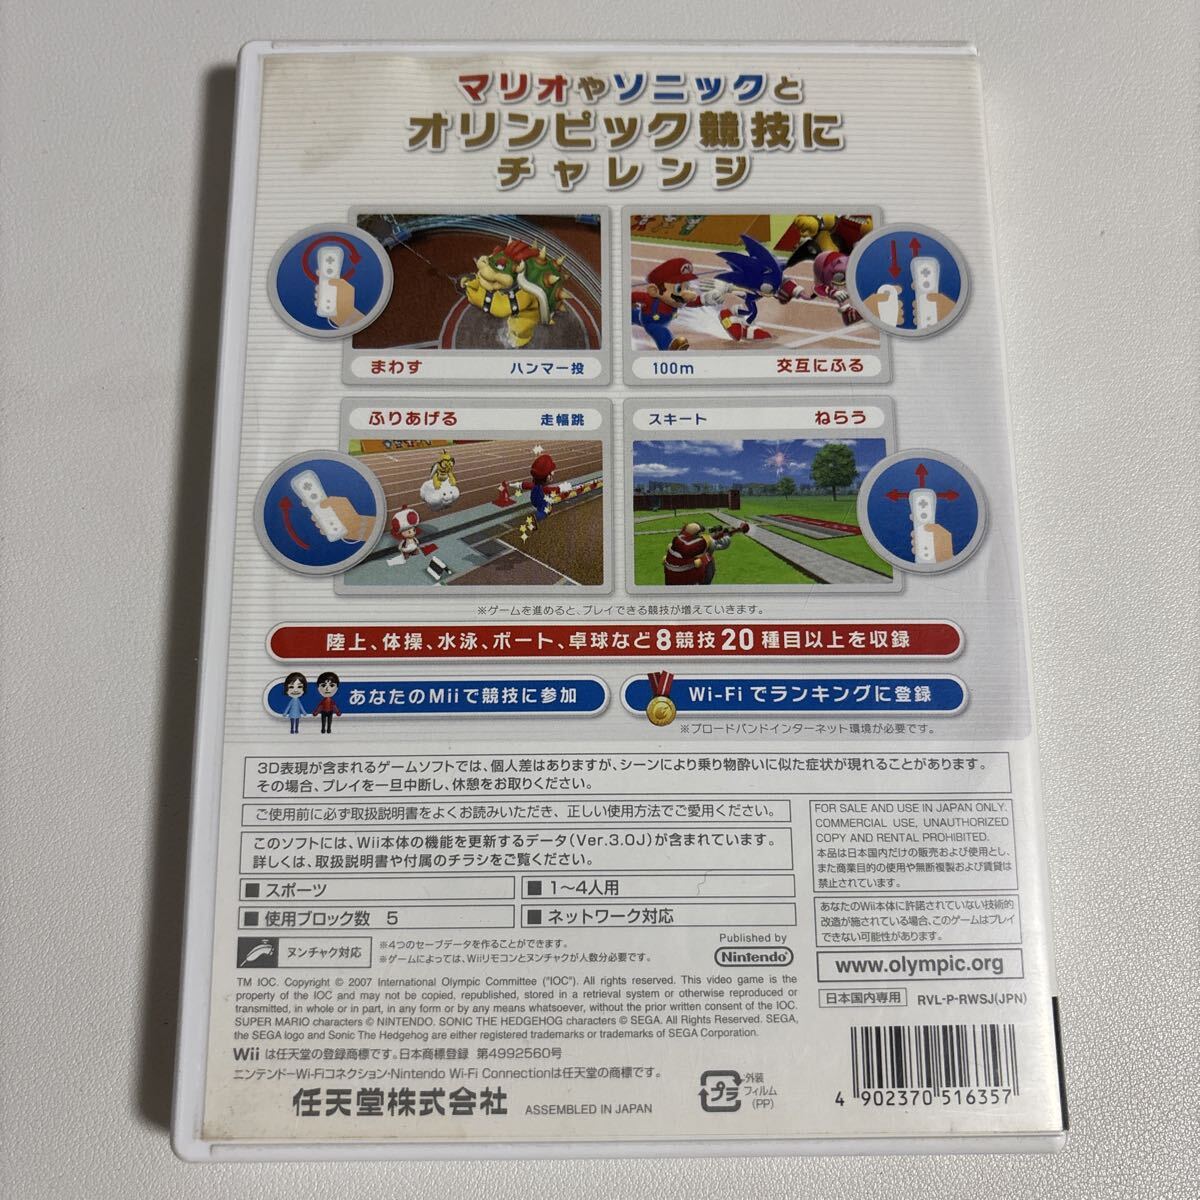 マリオやソニックと
オリンピック競技に
チャレンジ
まわす ハンマー投
100m 交互にふる
ふりあげる 走幅跳
スキート ねらう
※ゲームを進めると、プレイできる競技が増えていきます。
陸上、体操、水泳、ボート、卓球など8競技20種目以上を収録
あなたのMiiで競技に参加
Wi-Fiでランキングに登録
※ブロードバンドインターネット環境が必要です。
3D表現が含まれるゲームソフトでは、個人差はありますが、シーンにより乗り物酔いに似た症状が現れることがあります。
その場合、プレイを一旦中断し、休憩をお取りください。
ご使用前に必ず取扱説明書をよくお読みいただき、正しい使用方法でご愛用ください。
このソフトには、Wii本体の機能を更新するデータ(Ver.3.0J)が含まれています。
詳しくは、取扱説明書や付属のチラシをご覧ください。
■ スポーツ
■ 1～4人用
■ 使用ブロック数 5
■ ネットワーク対応
ヌンチャク対応
※4つのセーブデータを作ることができます。
※ゲームによっては、Wiiリモコンとヌンチャクが人数分必要です。
Published by
Nintendo
FOR SALE AND USE IN JAPAN ONLY.
COMMERCIAL USE, UNAUTHORIZED
COPY AND RENTAL PROHIBITED.
本品は日本国内だけの販売および使用とし、
また商業目的の使用や無断複製および賃貸は
禁止されています。
あなたのWii本体に許諾されていない技術的
改造が施されている場合、このゲームはプレイ
できない可能性があります。
www.olympic.org
日本国内専用 RVL-P-RWSJ(JPN)
TM IOC. Copyright © 2007 International Olympic Committee ("IOC"). All rights reserved. This video game is the
property of the IOC and may not be copied, republished, stored in a retrieval system or otherwise reproduced or
transmitted, in whole or in part, in any form or by any means whatsoever, without the prior written consent of the IOC.
SUPER MARIO characters © NINTENDO. SONIC THE HEDGEHOG characters © SEGA. All Rights Reserved. SEGA,
the SEGA logo and Sonic The Hedgehog are either registered trademarks or trademarks of SEGA Corporation.
Wii は任天堂の登録商標です。日本商標登録 第4992560号
ニンテンドーWi-Fiコネクション・Nintendo Wi-Fi Connectionは任天堂の商標です。
任天堂株式会社 ASSEMBLED IN JAPAN
プラ
外装
フィルム
(PP)
4 902370 516357